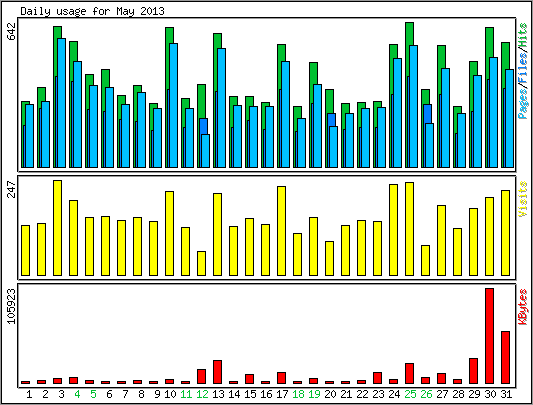 Daily usage for May 2013
642
Pages/Files/Hits
247
Visits
105923
KBytes
1 2 3 4 5 6 7 8 9 10 11 12 13 14 15 16 17 18 19 20 21 22 23 24 25 26 27 28 29 30 31